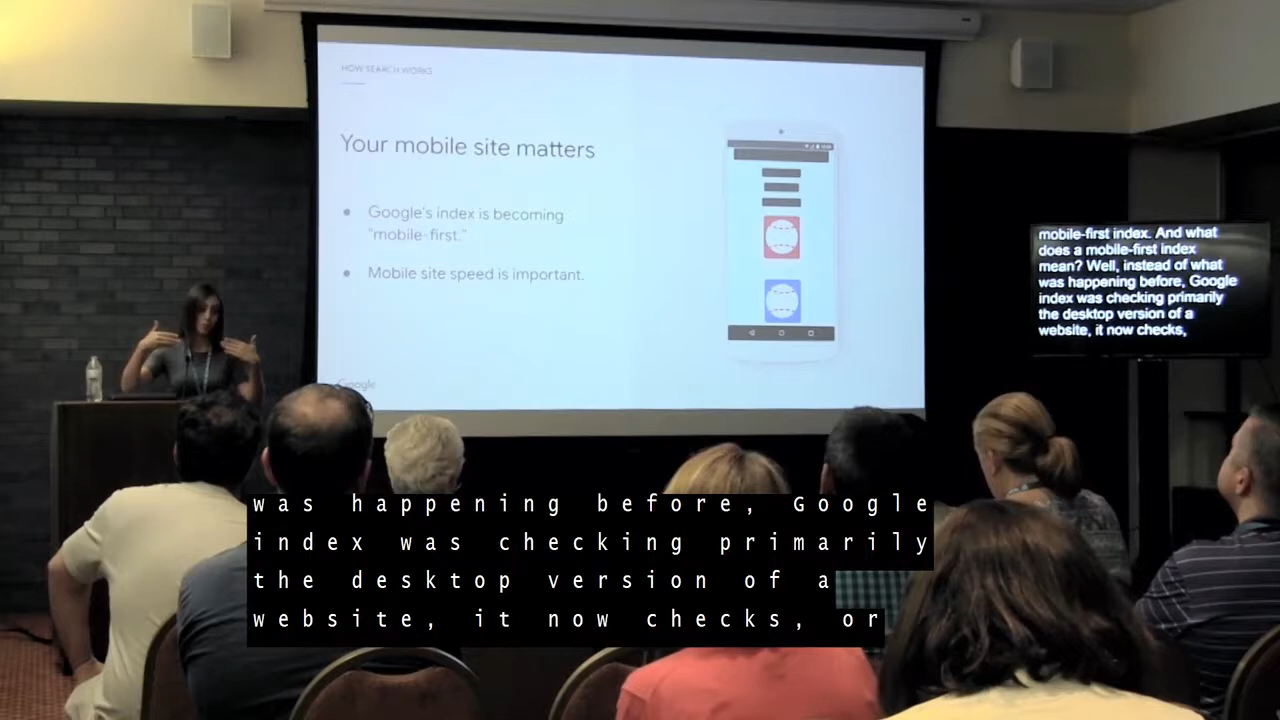 HOW SEARCH WORKS
Your mobile site matters
● Google's index is becoming
"mobile-first."
● Mobile site speed is important.
Google
mobile-first index. And what
does a mobile-first index
mean? Well, instead of what
was happening before, Google
index was checking primarily
the desktop version of a
website, it now checks,
was happening before, Google
index was checking primarily
the desktop version of a
website, it now checks, or